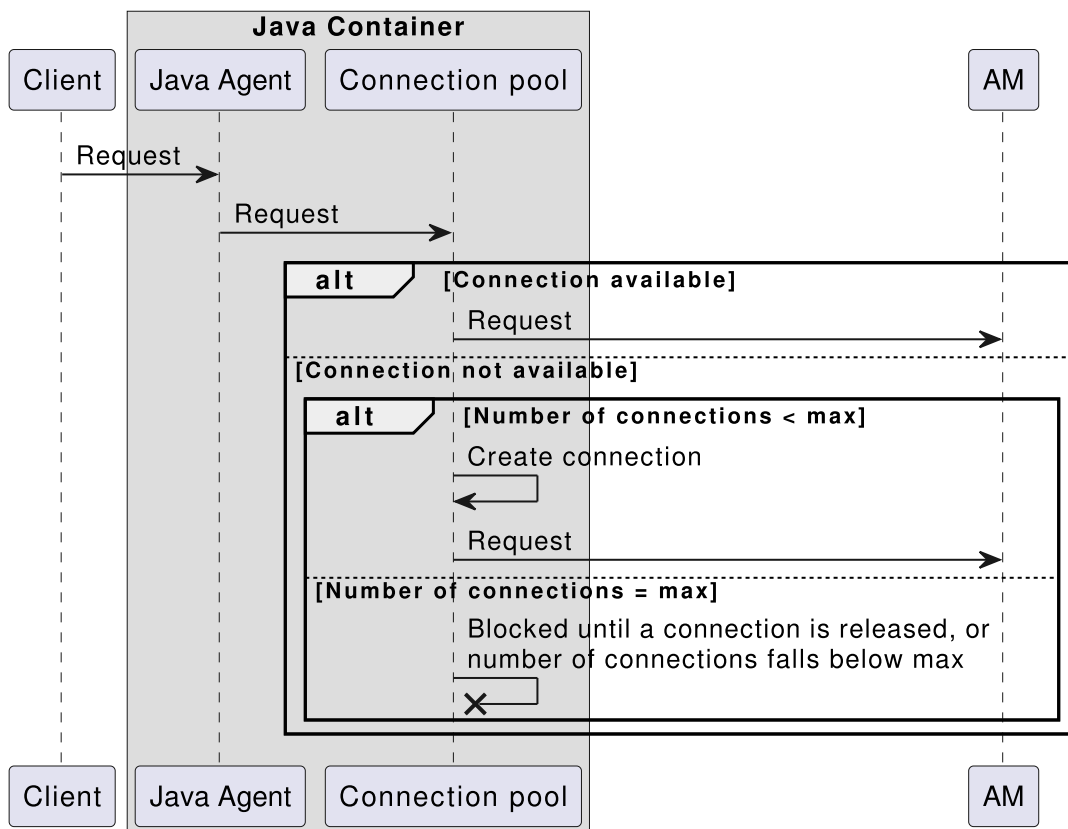 Java Container
Client
Java Agent
Connection pool
AM
Request
Request
alt
[Connection available]
Request
[Connection not available]
alt
[Number of connections < max]
Create connection
Request
[Number of connections = max]
Blocked until a connection is released, or
number of connections falls below max
Client
Java Agent
Connection pool
AM